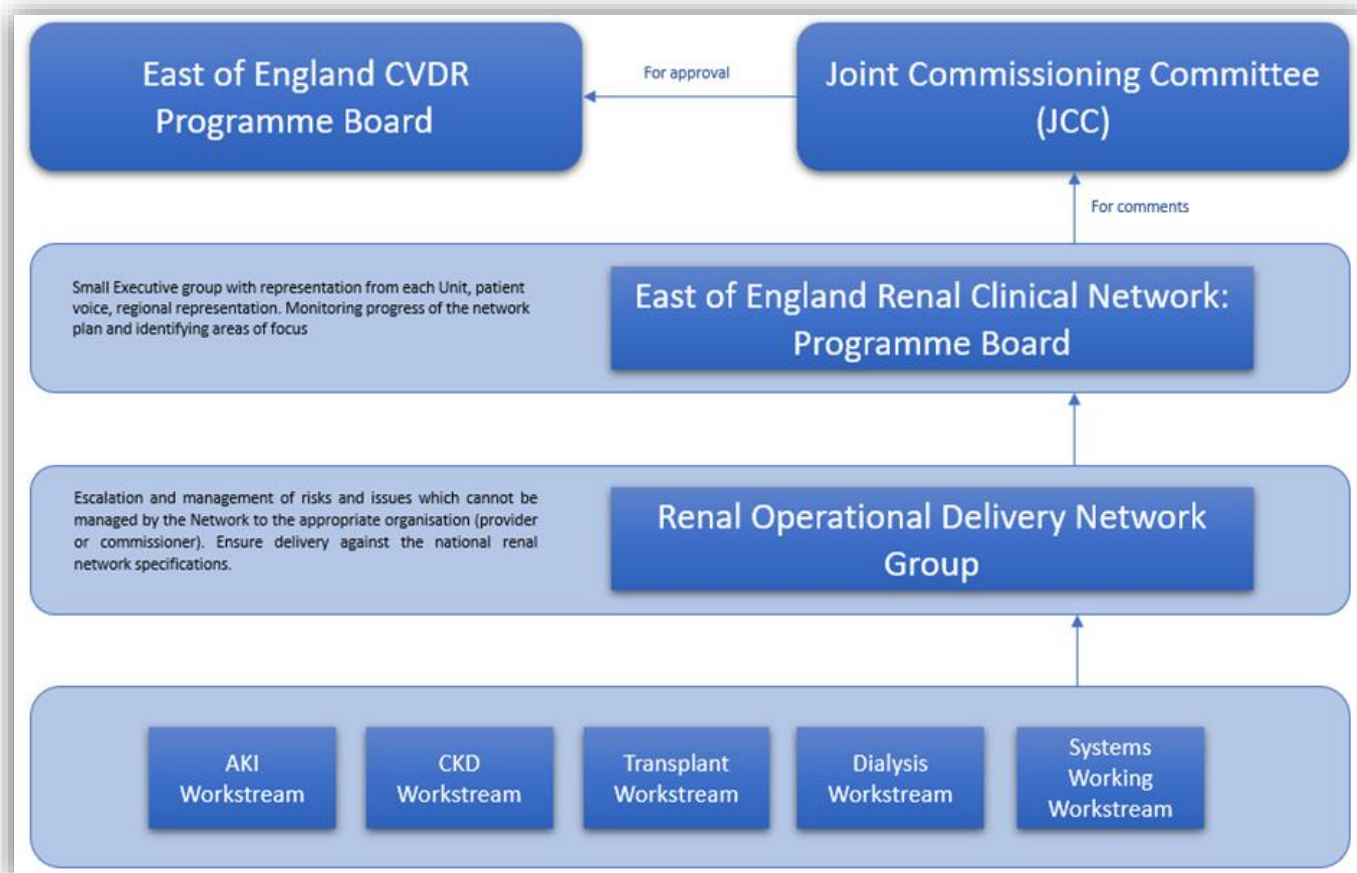 East of England CVDR
Programme Board
For approval
Joint Commissioning Committee
(JCC)
For comments
Small Executive group with representation from each Unit, patient
voice, regional representation. Monitoring progress of the network
plan and identifying areas of focus
East of England Renal Clinical Network:
Programme Board
Escalation and management of risks and issues which cannot be
managed by the Network to the appropriate organisation (provider
or commissioner). Ensure delivery against the national renal
network specifications.
Renal Operational Delivery Network
Group
AKI
Workstream
CKD
Workstream
Transplant
Workstream
Dialysis
Workstream
Systems
Working
Workstream